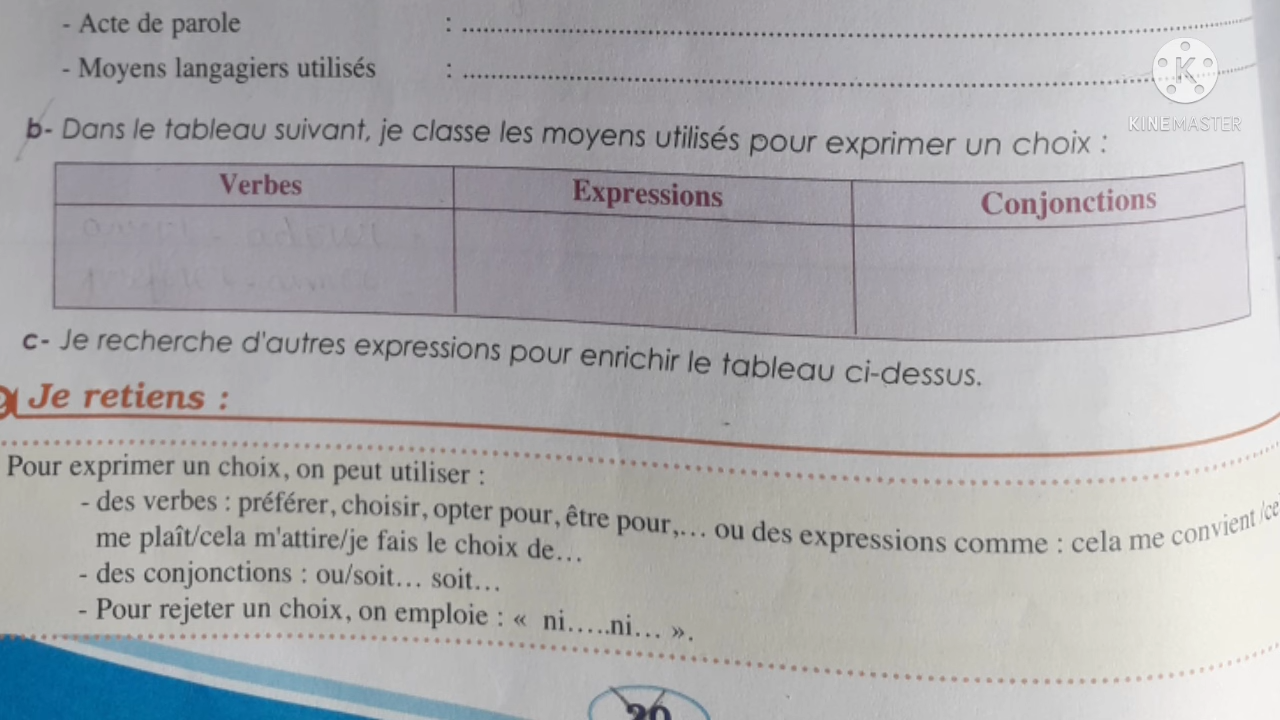 - Acte de parole : ........................................
- Moyens langagiers utilisés : ........................................
KINEMASTER
b- Dans le tableau suivant, je classe les moyens utilisés pour exprimer un choix :
Verbes Expressions Conjonctions
c- Je recherche d'autres expressions pour enrichir le tableau ci-dessus.
Je retiens :
Pour exprimer un choix, on peut utiliser :
- des verbes : préférer, choisir, opter pour, être pour,... ou des expressions comme : cela me convient /ce
me plaît/cela m'attire/je fais le choix de...
- des conjonctions : ou/soit... soit...
- Pour rejeter un choix, on emploie : « ni.....ni... ».
20